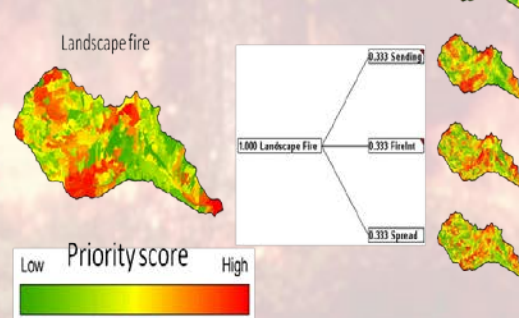 Landscape fire
0.333 Sending
1.000 Landscape Fire
0.333 FireInt
0.333 Spread
Priority score
Low
High